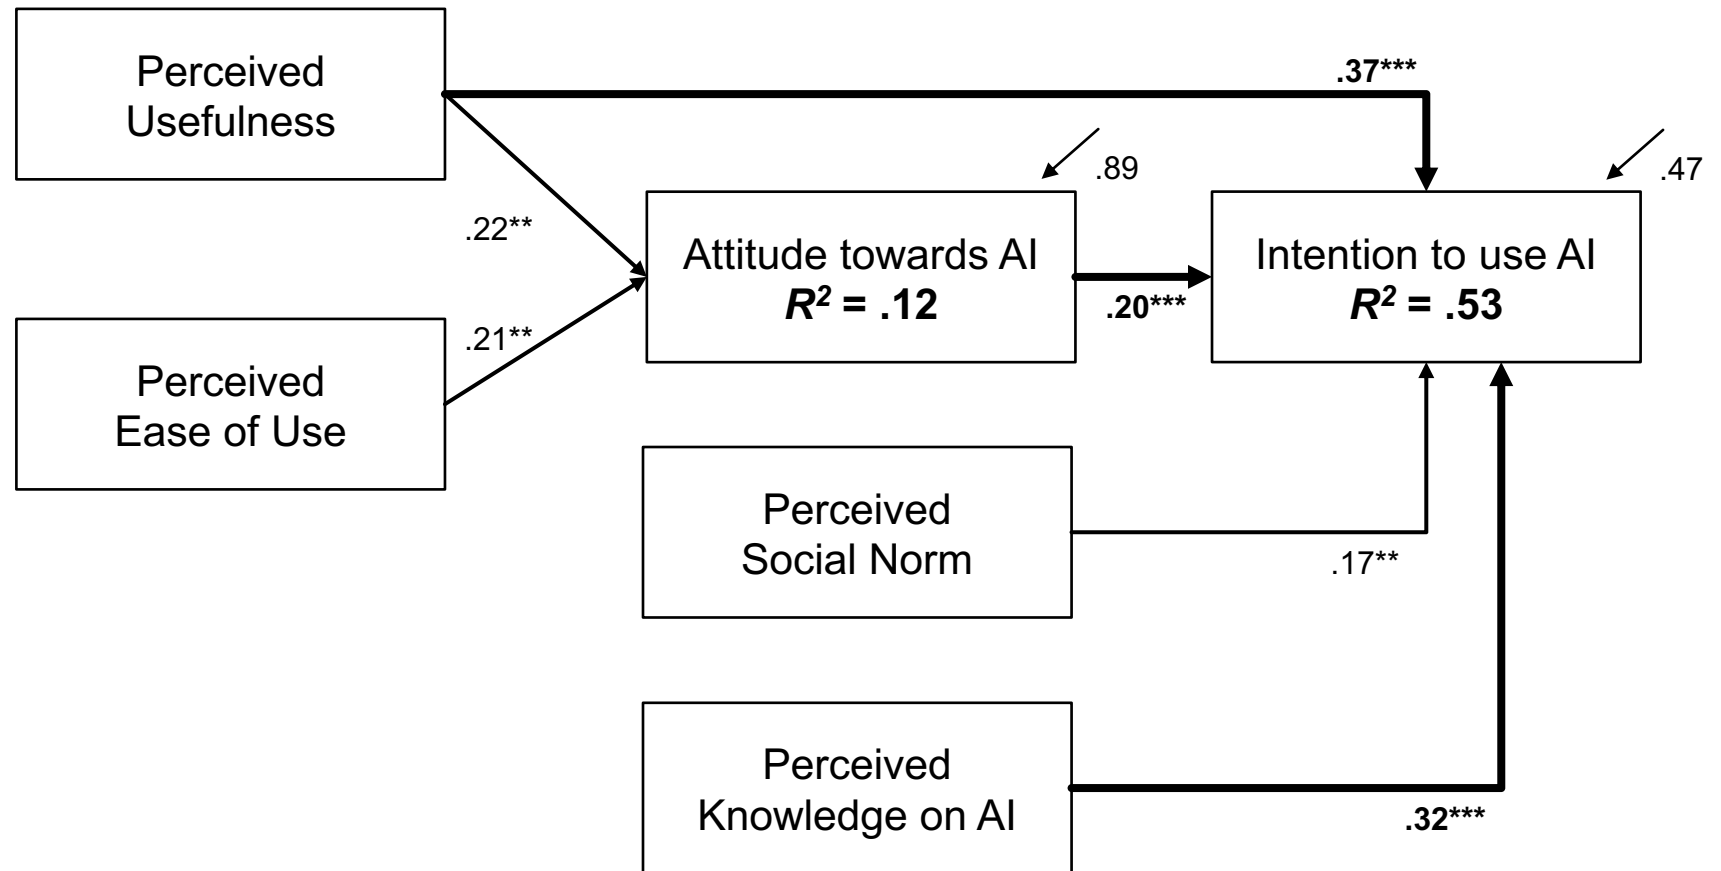 Perceived
Usefulness
.37***
.89
.47
.22**
Attitude towards AI
R² = .12
.20***
Intention to use AI
R² = .53
.21**
Perceived
Ease of Use
Perceived
Social Norm
.17**
Perceived
Knowledge on AI
.32***